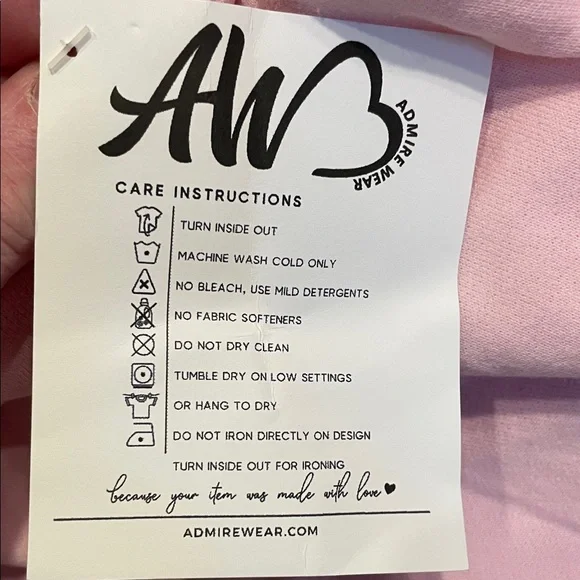 AW
ADMIRE WEAR
CARE INSTRUCTIONS
TURN INSIDE OUT
MACHINE WASH COLD ONLY
NO BLEACH, USE MILD DETERGENTS
NO FABRIC SOFTENERS
DO NOT DRY CLEAN
TUMBLE DRY ON LOW SETTINGS
OR HANG TO DRY
DO NOT IRON DIRECTLY ON DESIGN
TURN INSIDE OUT FOR IRONING
because your item was made with love
ADMIREWEAR.COM